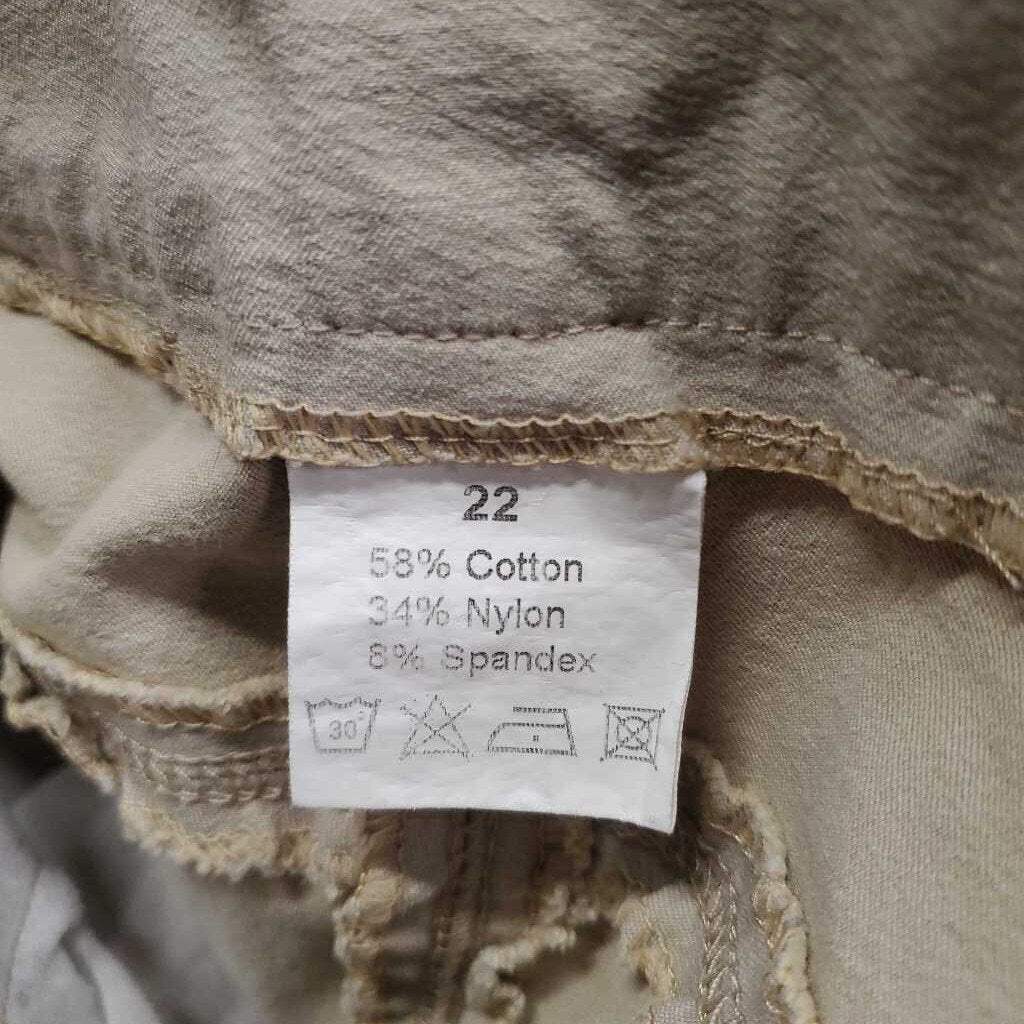 22
58% Cotton
34% Nylon
8% Spandex
30°